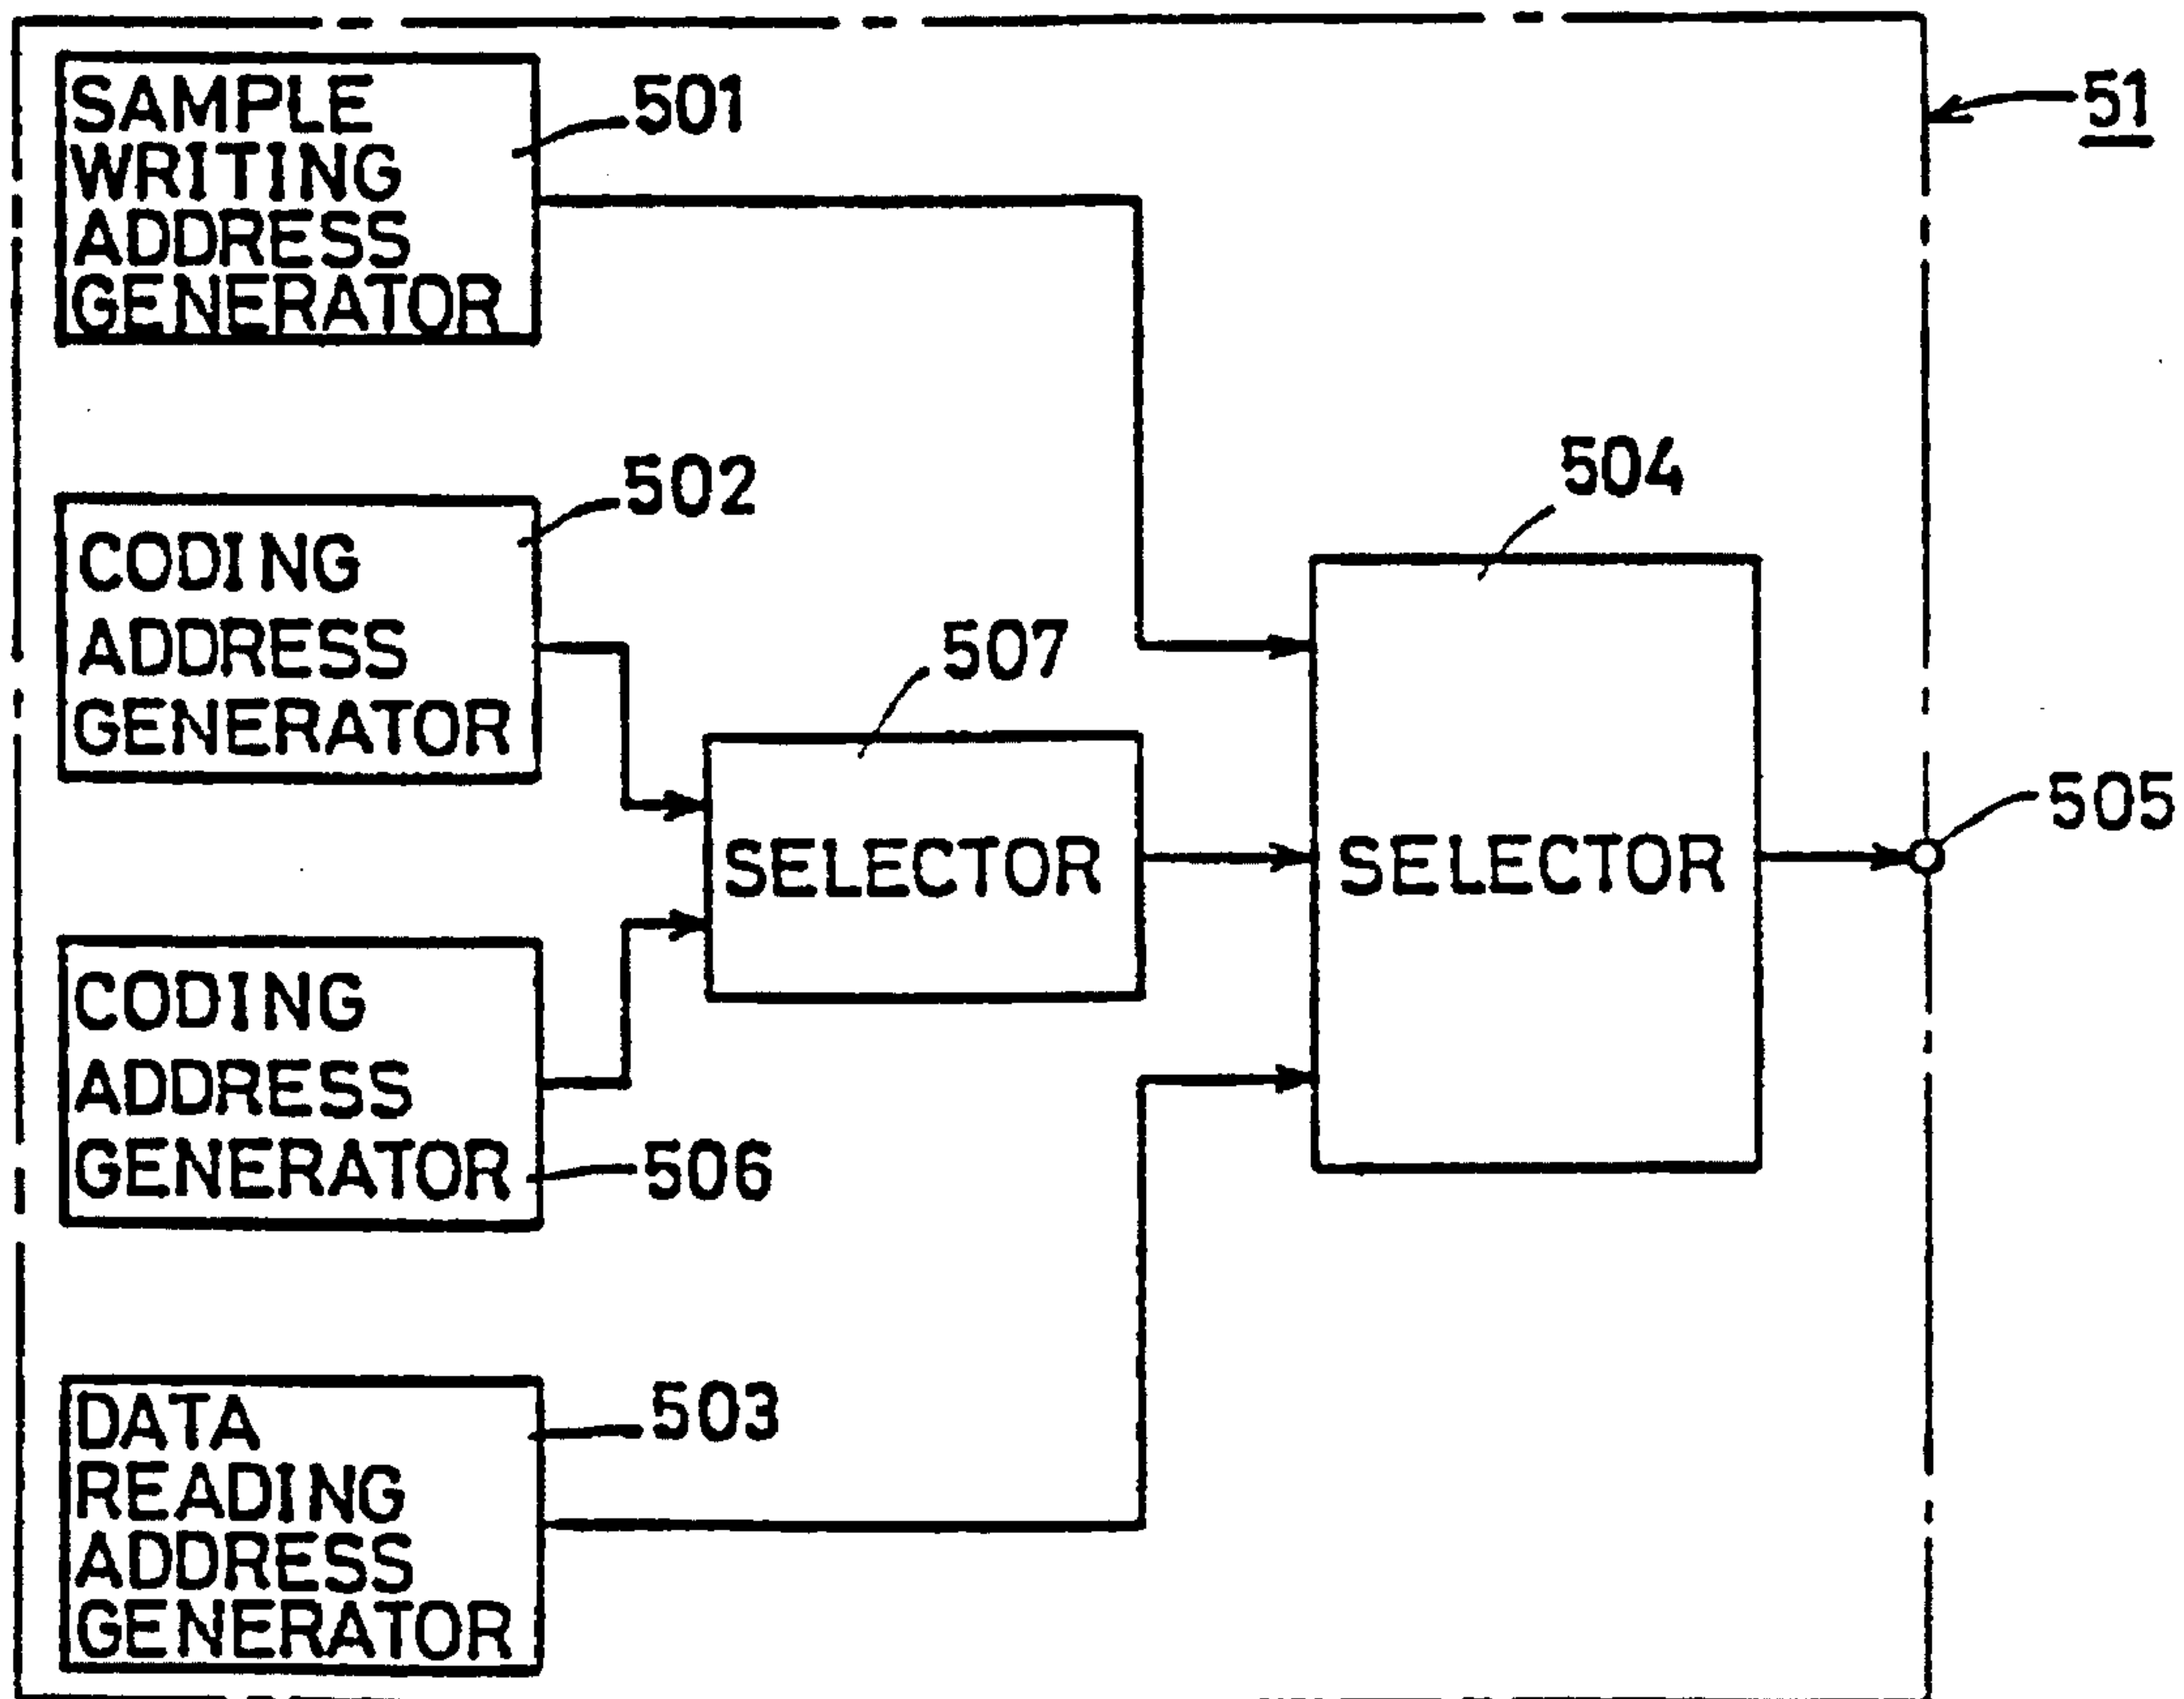 SAMPLE
WRITING
ADDRESS
GENERATOR
501
51
CODING
ADDRESS
GENERATOR
502
504
507
SELECTOR
SELECTOR
505
CODING
ADDRESS
GENERATOR
506
DATA
READING
ADDRESS
GENERATOR
503